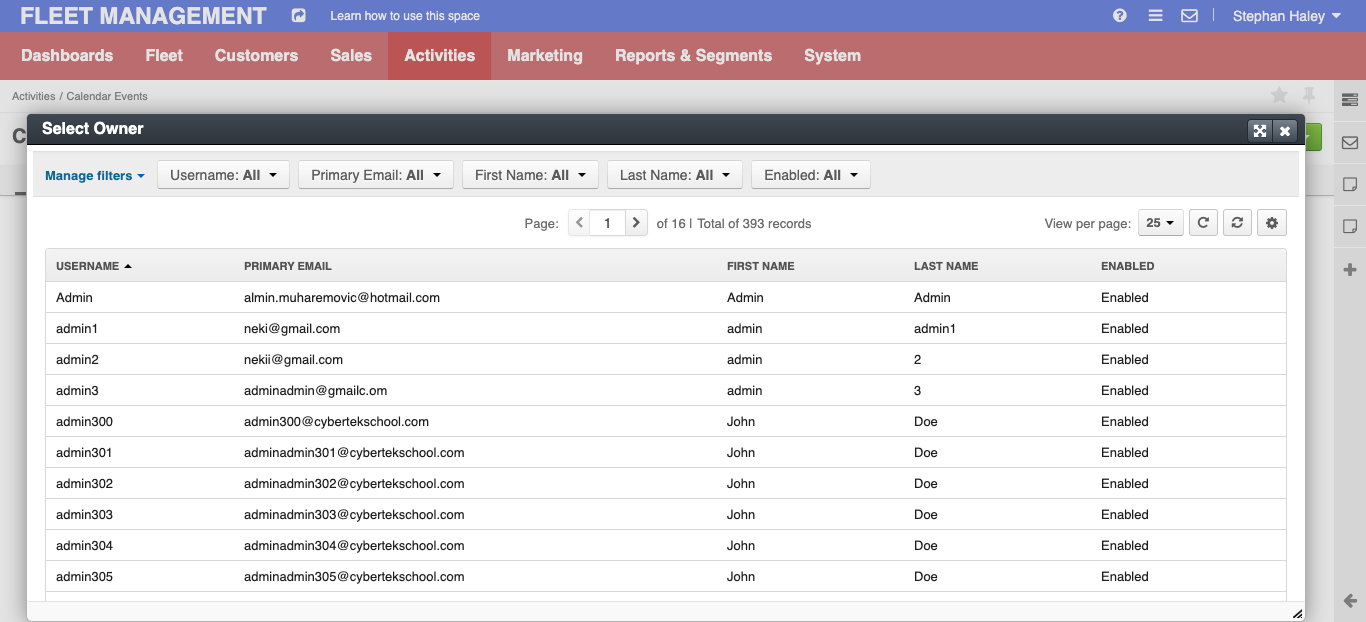 FLEET MANAGEMENT Learn how to use this space Stephan Haley
Dashboards Fleet Customers Sales Activities Marketing Reports & Segments System
Activities / Calendar Events
C
Select Owner
Manage filters Username: All Primary Email: All First Name: All Last Name: All Enabled: All
Page: 1 of 16 | Total of 393 records View per page: 25
USERNAME PRIMARY EMAIL FIRST NAME LAST NAME ENABLED
Admin almin.muharemovic@hotmail.com Admin Admin Enabled
admin1 neki@gmail.com admin admin1 Enabled
admin2 nekii@gmail.com admin 2 Enabled
admin3 adminadmin@gmailc.om admin 3 Enabled
admin300 admin300@cybertekschool.com John Doe Enabled
admin301 adminadmin301@cybertekschool.com John Doe Enabled
admin302 adminadmin302@cybertekschool.com John Doe Enabled
admin303 adminadmin303@cybertekschool.com John Doe Enabled
admin304 adminadmin304@cybertekschool.com John Doe Enabled
admin305 adminadmin305@cybertekschool.com John Doe Enabled